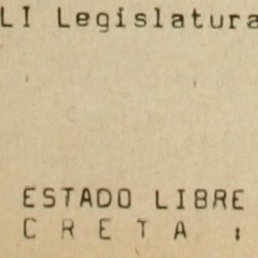 LI Legislatura
ESTADO LIBRE
C R E T A :